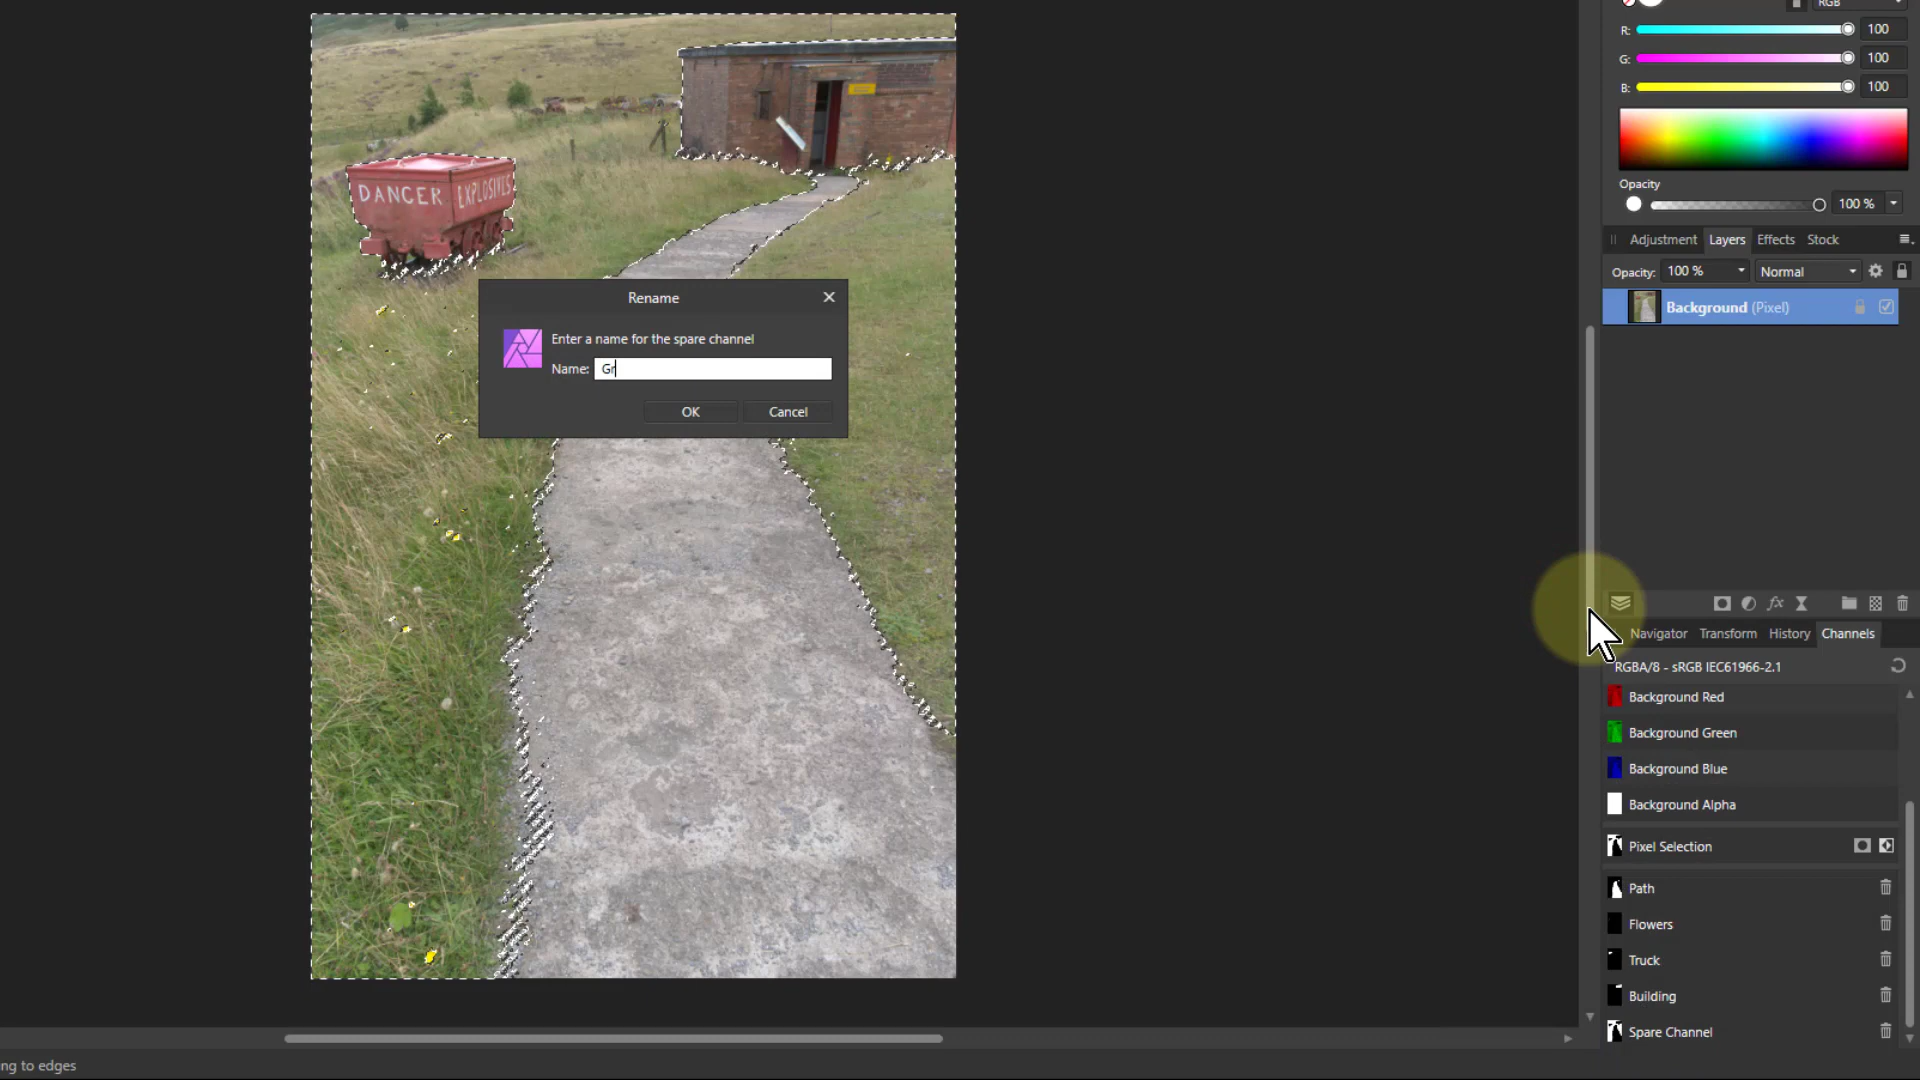 RGB
R: 100
G: 100
B: 100
Opacity
100 %
Adjustment Layers Effects Stock
Opacity: 100 % Normal
Background (Pixel)
DANGER EXPLOSIVES
Rename
Enter a name for the spare channel
Name: Gr
OK Cancel
Navigator Transform History Channels
RGBA/8 - sRGB IEC61966-2.1
Background Red
Background Green
Background Blue
Background Alpha
Pixel Selection
Path
Flowers
Truck
Building
Spare Channel
ng to edges